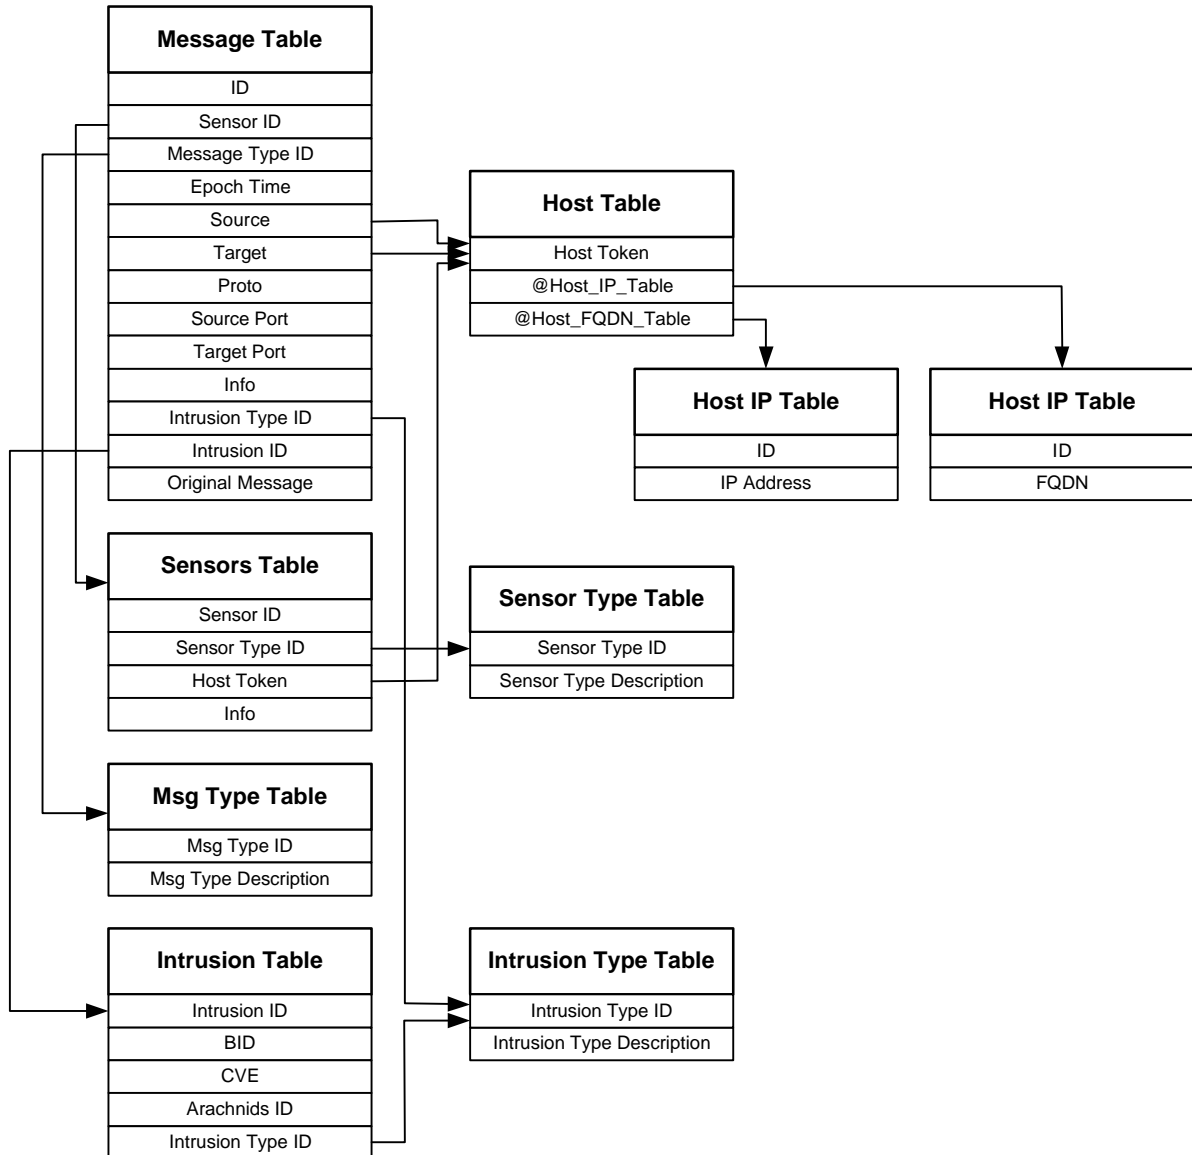 Message Table
ID
Sensor ID
Message Type ID
Epoch Time
Source
Target
Proto
Source Port
Target Port
Info
Intrusion Type ID
Intrusion ID
Original Message
Host Table
Host Token
@Host_IP_Table
@Host_FQDN_Table
Host IP Table
ID
IP Address
Host IP Table
ID
FQDN
Sensors Table
Sensor ID
Sensor Type ID
Host Token
Info
Sensor Type Table
Sensor Type ID
Sensor Type Description
Msg Type Table
Msg Type ID
Msg Type Description
Intrusion Table
Intrusion ID
BID
CVE
Arachnids ID
Intrusion Type ID
Intrusion Type Table
Intrusion Type ID
Intrusion Type Description